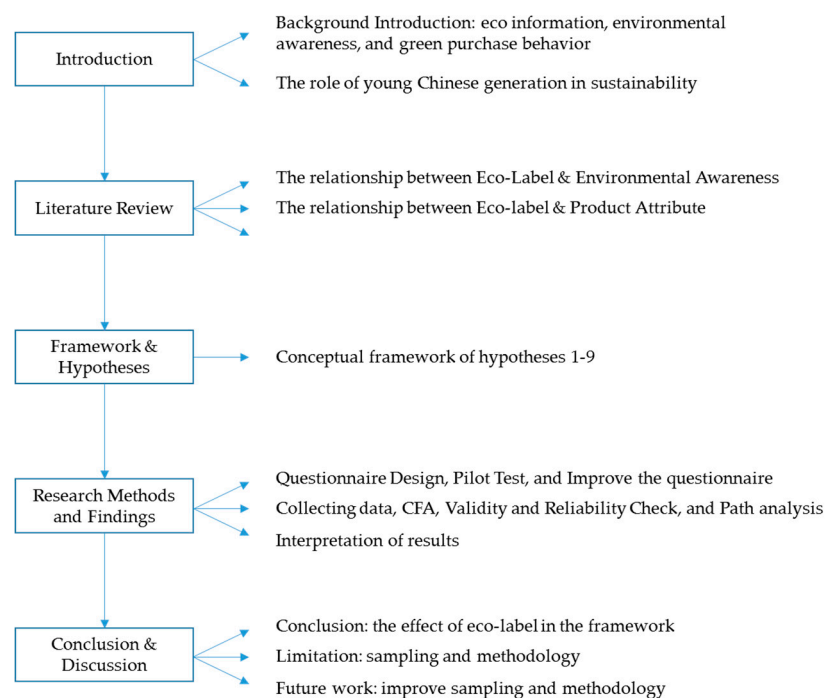 Introduction
Background Introduction: eco information, environmental
awareness, and green purchase behavior
The role of young Chinese generation in sustainability
Literature Review
The relationship between Eco-Label & Environmental Awareness
The relationship between Eco-label & Product Attribute
Framework &
Hypotheses
Conceptual framework of hypotheses 1-9
Research Methods
and Findings
Questionnaire Design, Pilot Test, and Improve the questionnaire
Collecting data, CFA, Validity and Reliability Check, and Path analysis
Interpretation of results
Conclusion &
Discussion
Conclusion: the effect of eco-label in the framework
Limitation: sampling and methodology
Future work: improve sampling and methodology